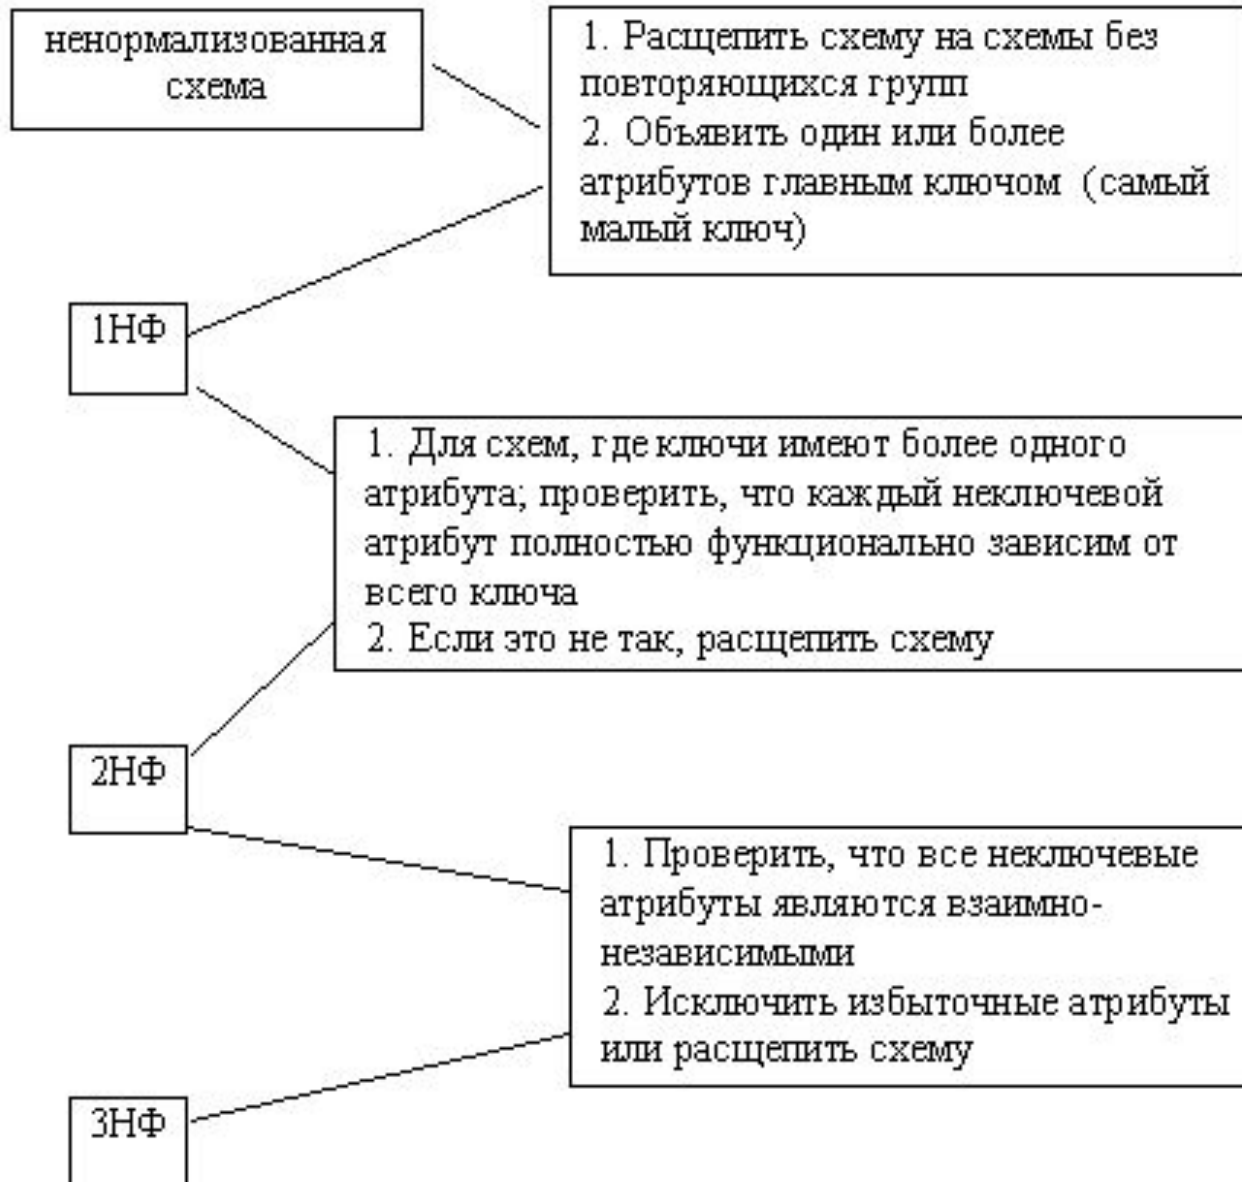 ненормализованная
схема
1. Расщепить схему на схемы без
повторяющихся групп
2. Объявить один или более
атрибутов главным ключом (самый
малый ключ)
1НФ
1. Для схем, где ключи имеют более одного
атрибута; проверить, что каждый неключевой
атрибут полностью функционально зависим от
всего ключа
2. Если это не так, расщепить схему
2НФ
1. Проверить, что все неключевые
атрибуты являются взаимно-
независимыми
2. Исключить избыточные атрибуты
или расщепить схему
3НФ